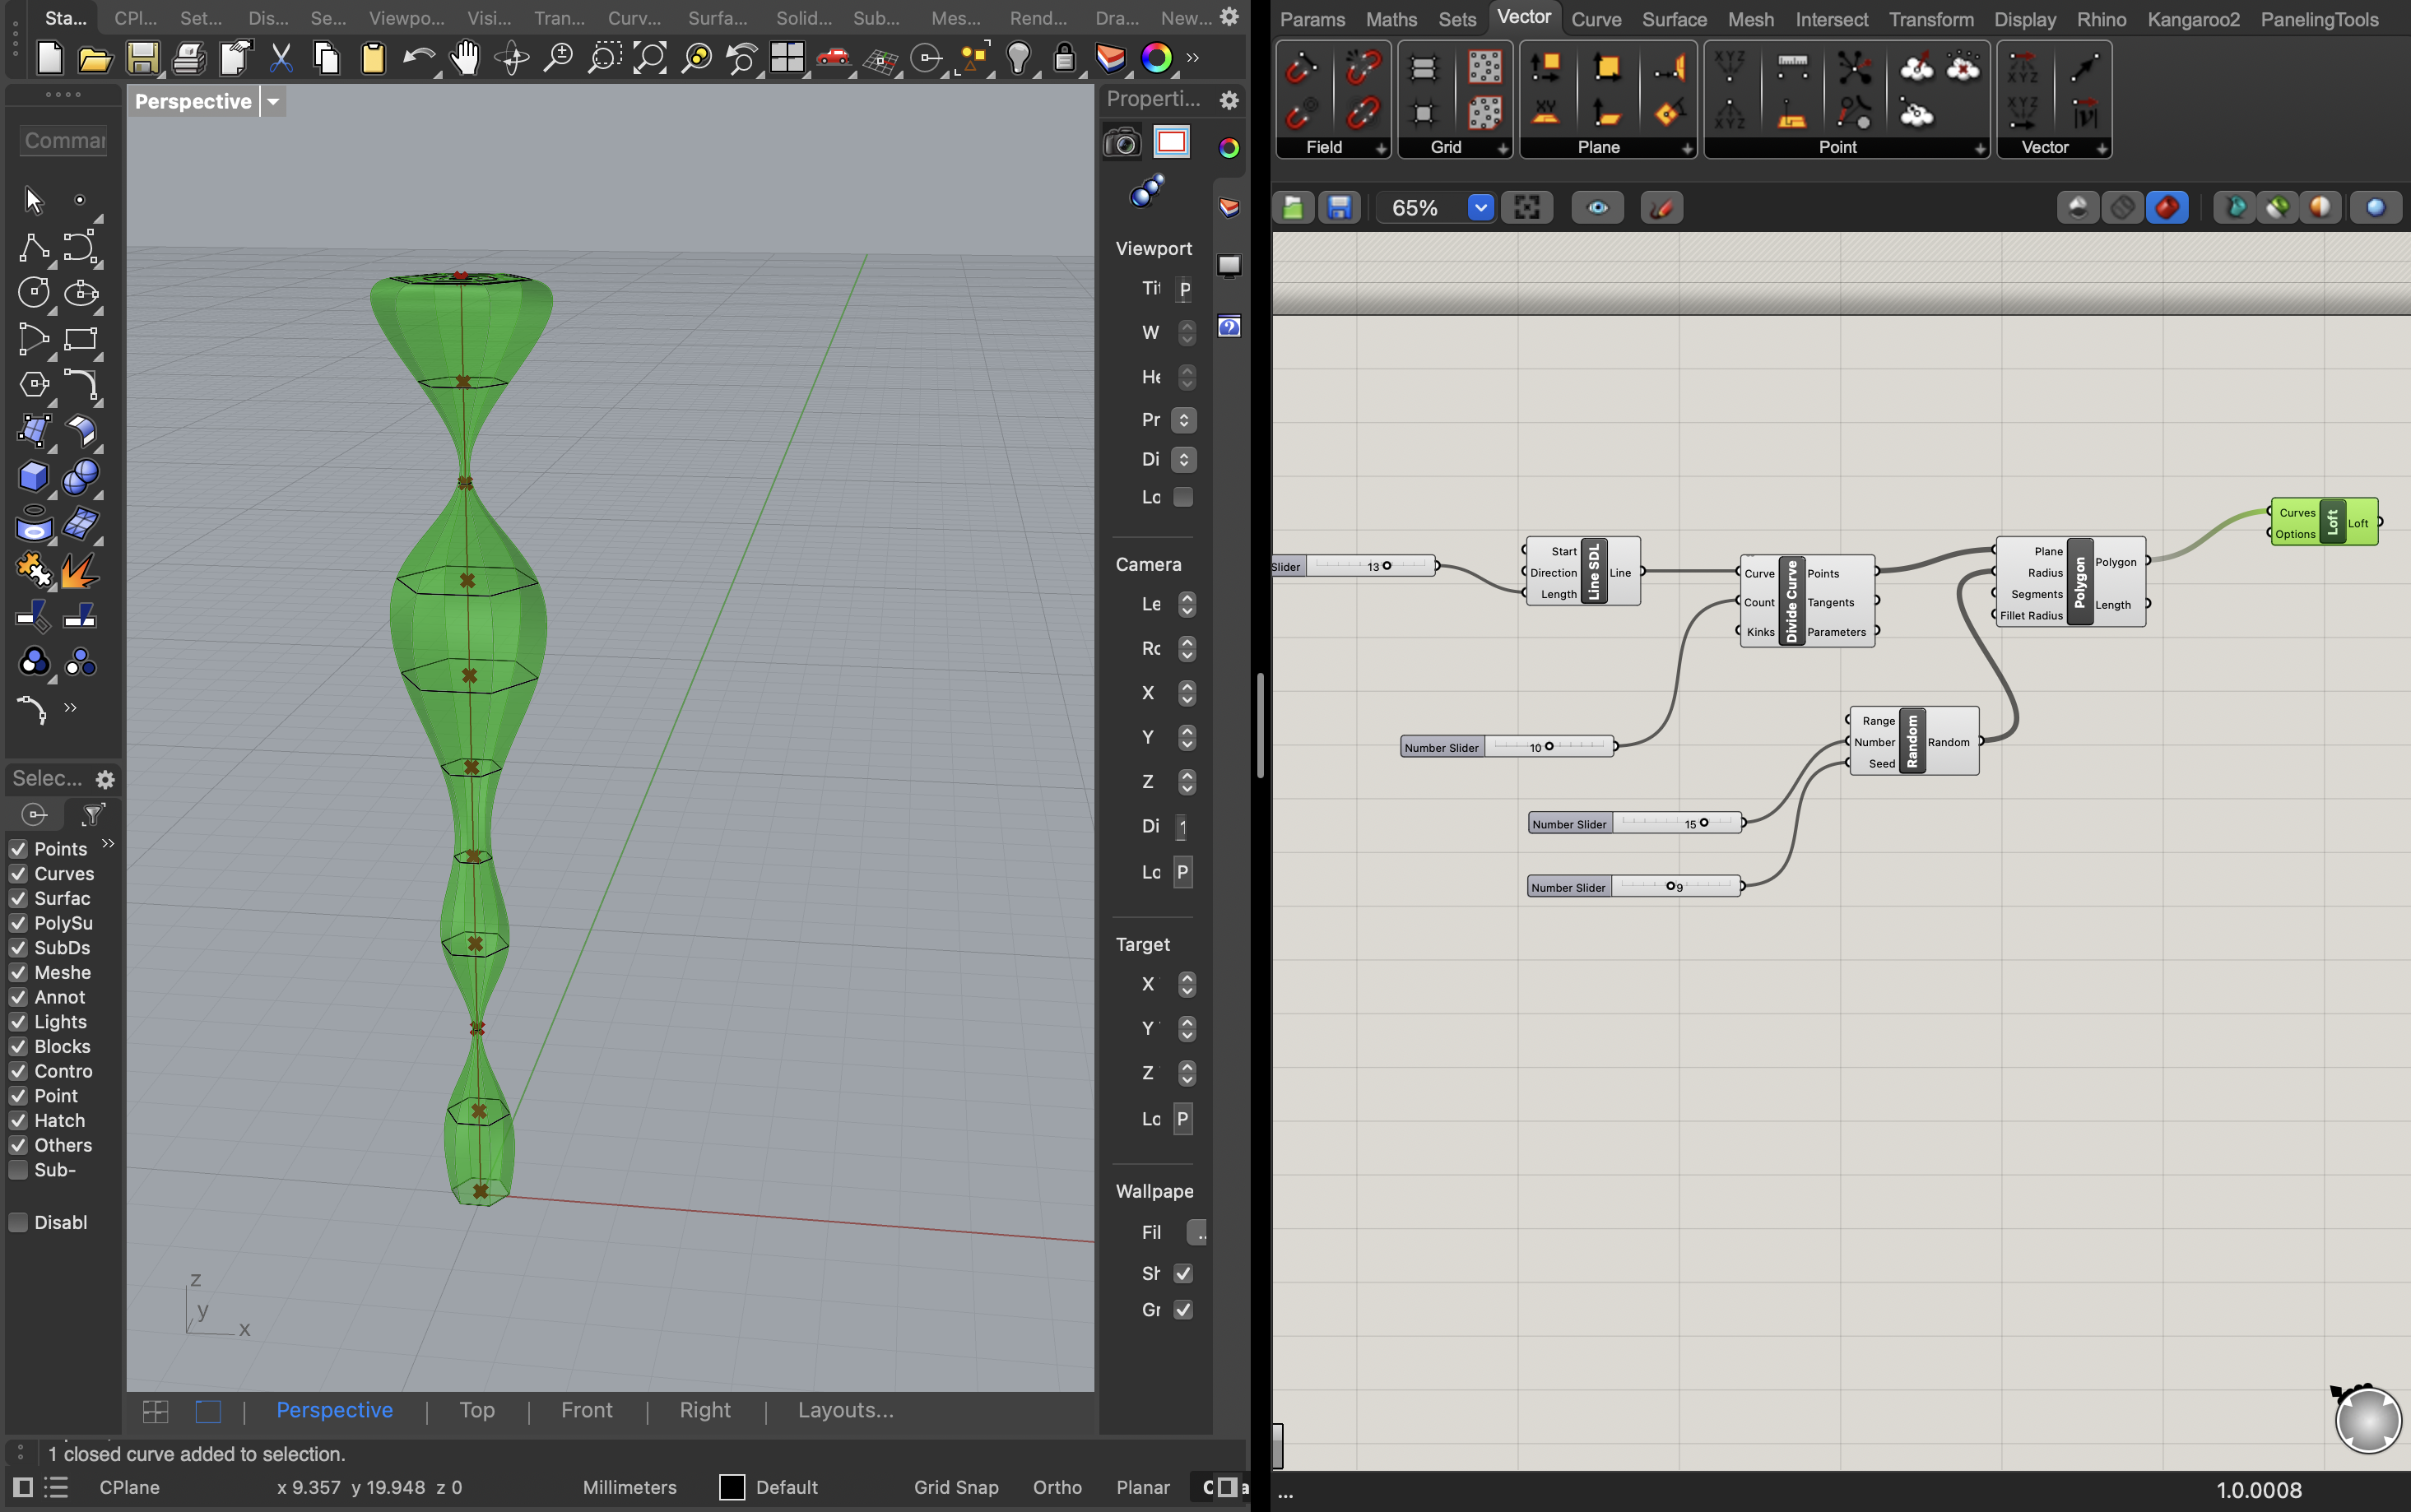 Sta... CPl... Set... Dis... Se... Viewpo... Visi... Tran... Curv... Surfa... Solid... Sub... Mes... Rend... Dra... New...
Perspective
Comman
Selec...
Points
Curves
Surfac
PolySu
SubDs
Meshe
Annot
Lights
Blocks
Contro
Point
Hatch
Others
Sub-
Disabl
z
y
x
Properti...
Viewport
Tit P
W
He
Pr
Di
Lo
Camera
Le
Ro
X
Y
Z
Di 1
Lo P
Target
X
Y
Z
Lo P
Wallpape
Fil ..
Sh
Gr
Perspective | Top | Front | Right | Layouts...
1 closed curve added to selection.
CPlane x 9.357 y 19.948 z 0 Millimeters Default Grid Snap Ortho Planar
Params Maths Sets Vector Curve Surface Mesh Intersect Transform Display Rhino Kangaroo2 PanelingTools
Field Grid Plane Point Vector
65%
Slider 13
Start
Direction
Length
Line SDL
Line
Curve
Count
Kinks
Divide Curve
Points
Tangents
Parameters
Plane
Radius
Segments
Fillet Radius
Polygon
Polygon
Length
Curves
Options
Loft
Loft
Number Slider 10
Range
Number
Seed
Random
Random
Number Slider 15
Number Slider 9
...
1.0.0008